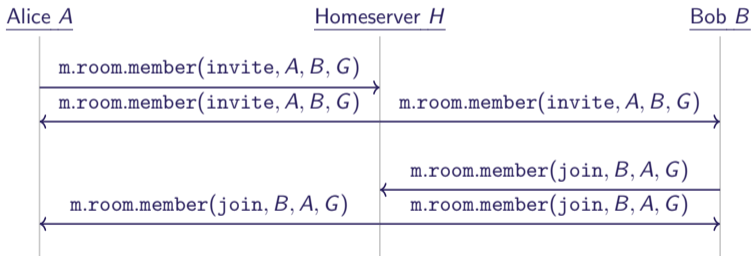 Alice A Homeserver H Bob B
m.room.member(invite, A, B, G)
m.room.member(invite, A, B, G) m.room.member(invite, A, B, G)
m.room.member(join, B, A, G)
m.room.member(join, B, A, G) m.room.member(join, B, A, G)